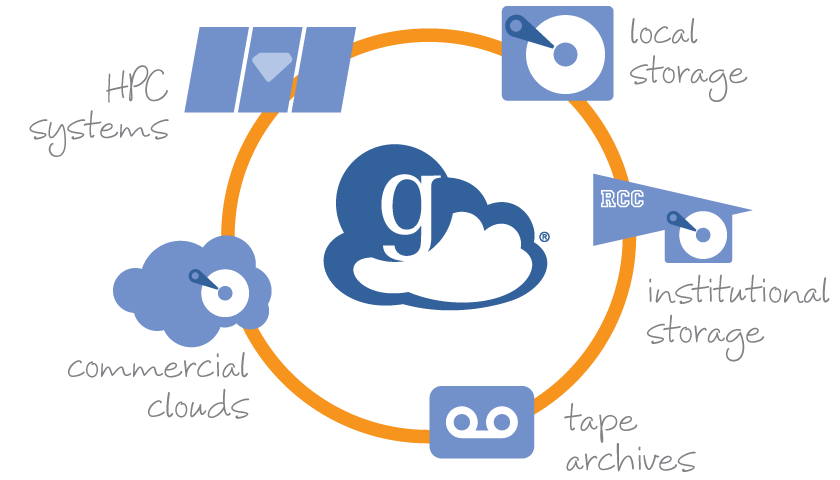 HPC
systems
local
storage
g®
RCC
institutional
storage
commercial
clouds
tape
archives